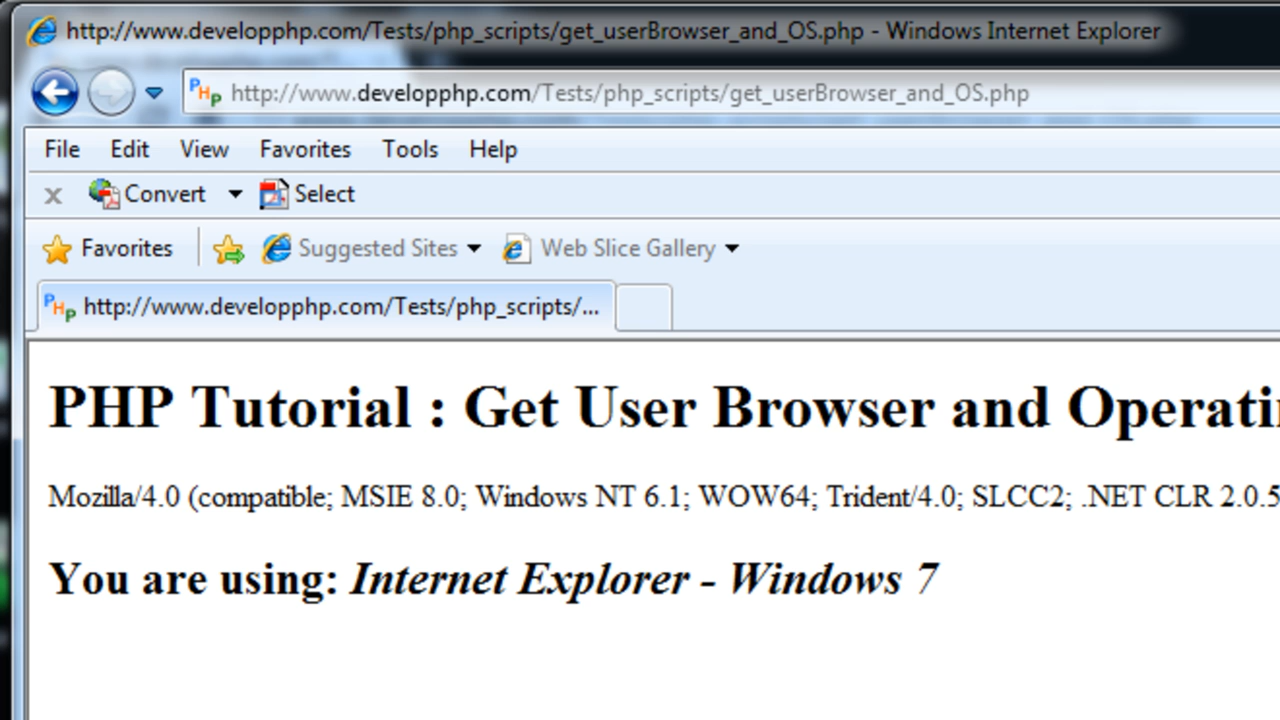 http://www.developphp.com/Tests/php_scripts/get_userBrowser_and_OS.php - Windows Internet Explorer
PHP http://www.developphp.com/Tests/php_scripts/get_userBrowser_and_OS.php
File Edit View Favorites Tools Help
x Convert Select
Favorites Suggested Sites Web Slice Gallery
PHP http://www.developphp.com/Tests/php_scripts/...
PHP Tutorial : Get User Browser and Operatin
Mozilla/4.0 (compatible; MSIE 8.0; Windows NT 6.1; WOW64; Trident/4.0; SLCC2; .NET CLR 2.0.5
You are using: Internet Explorer - Windows 7